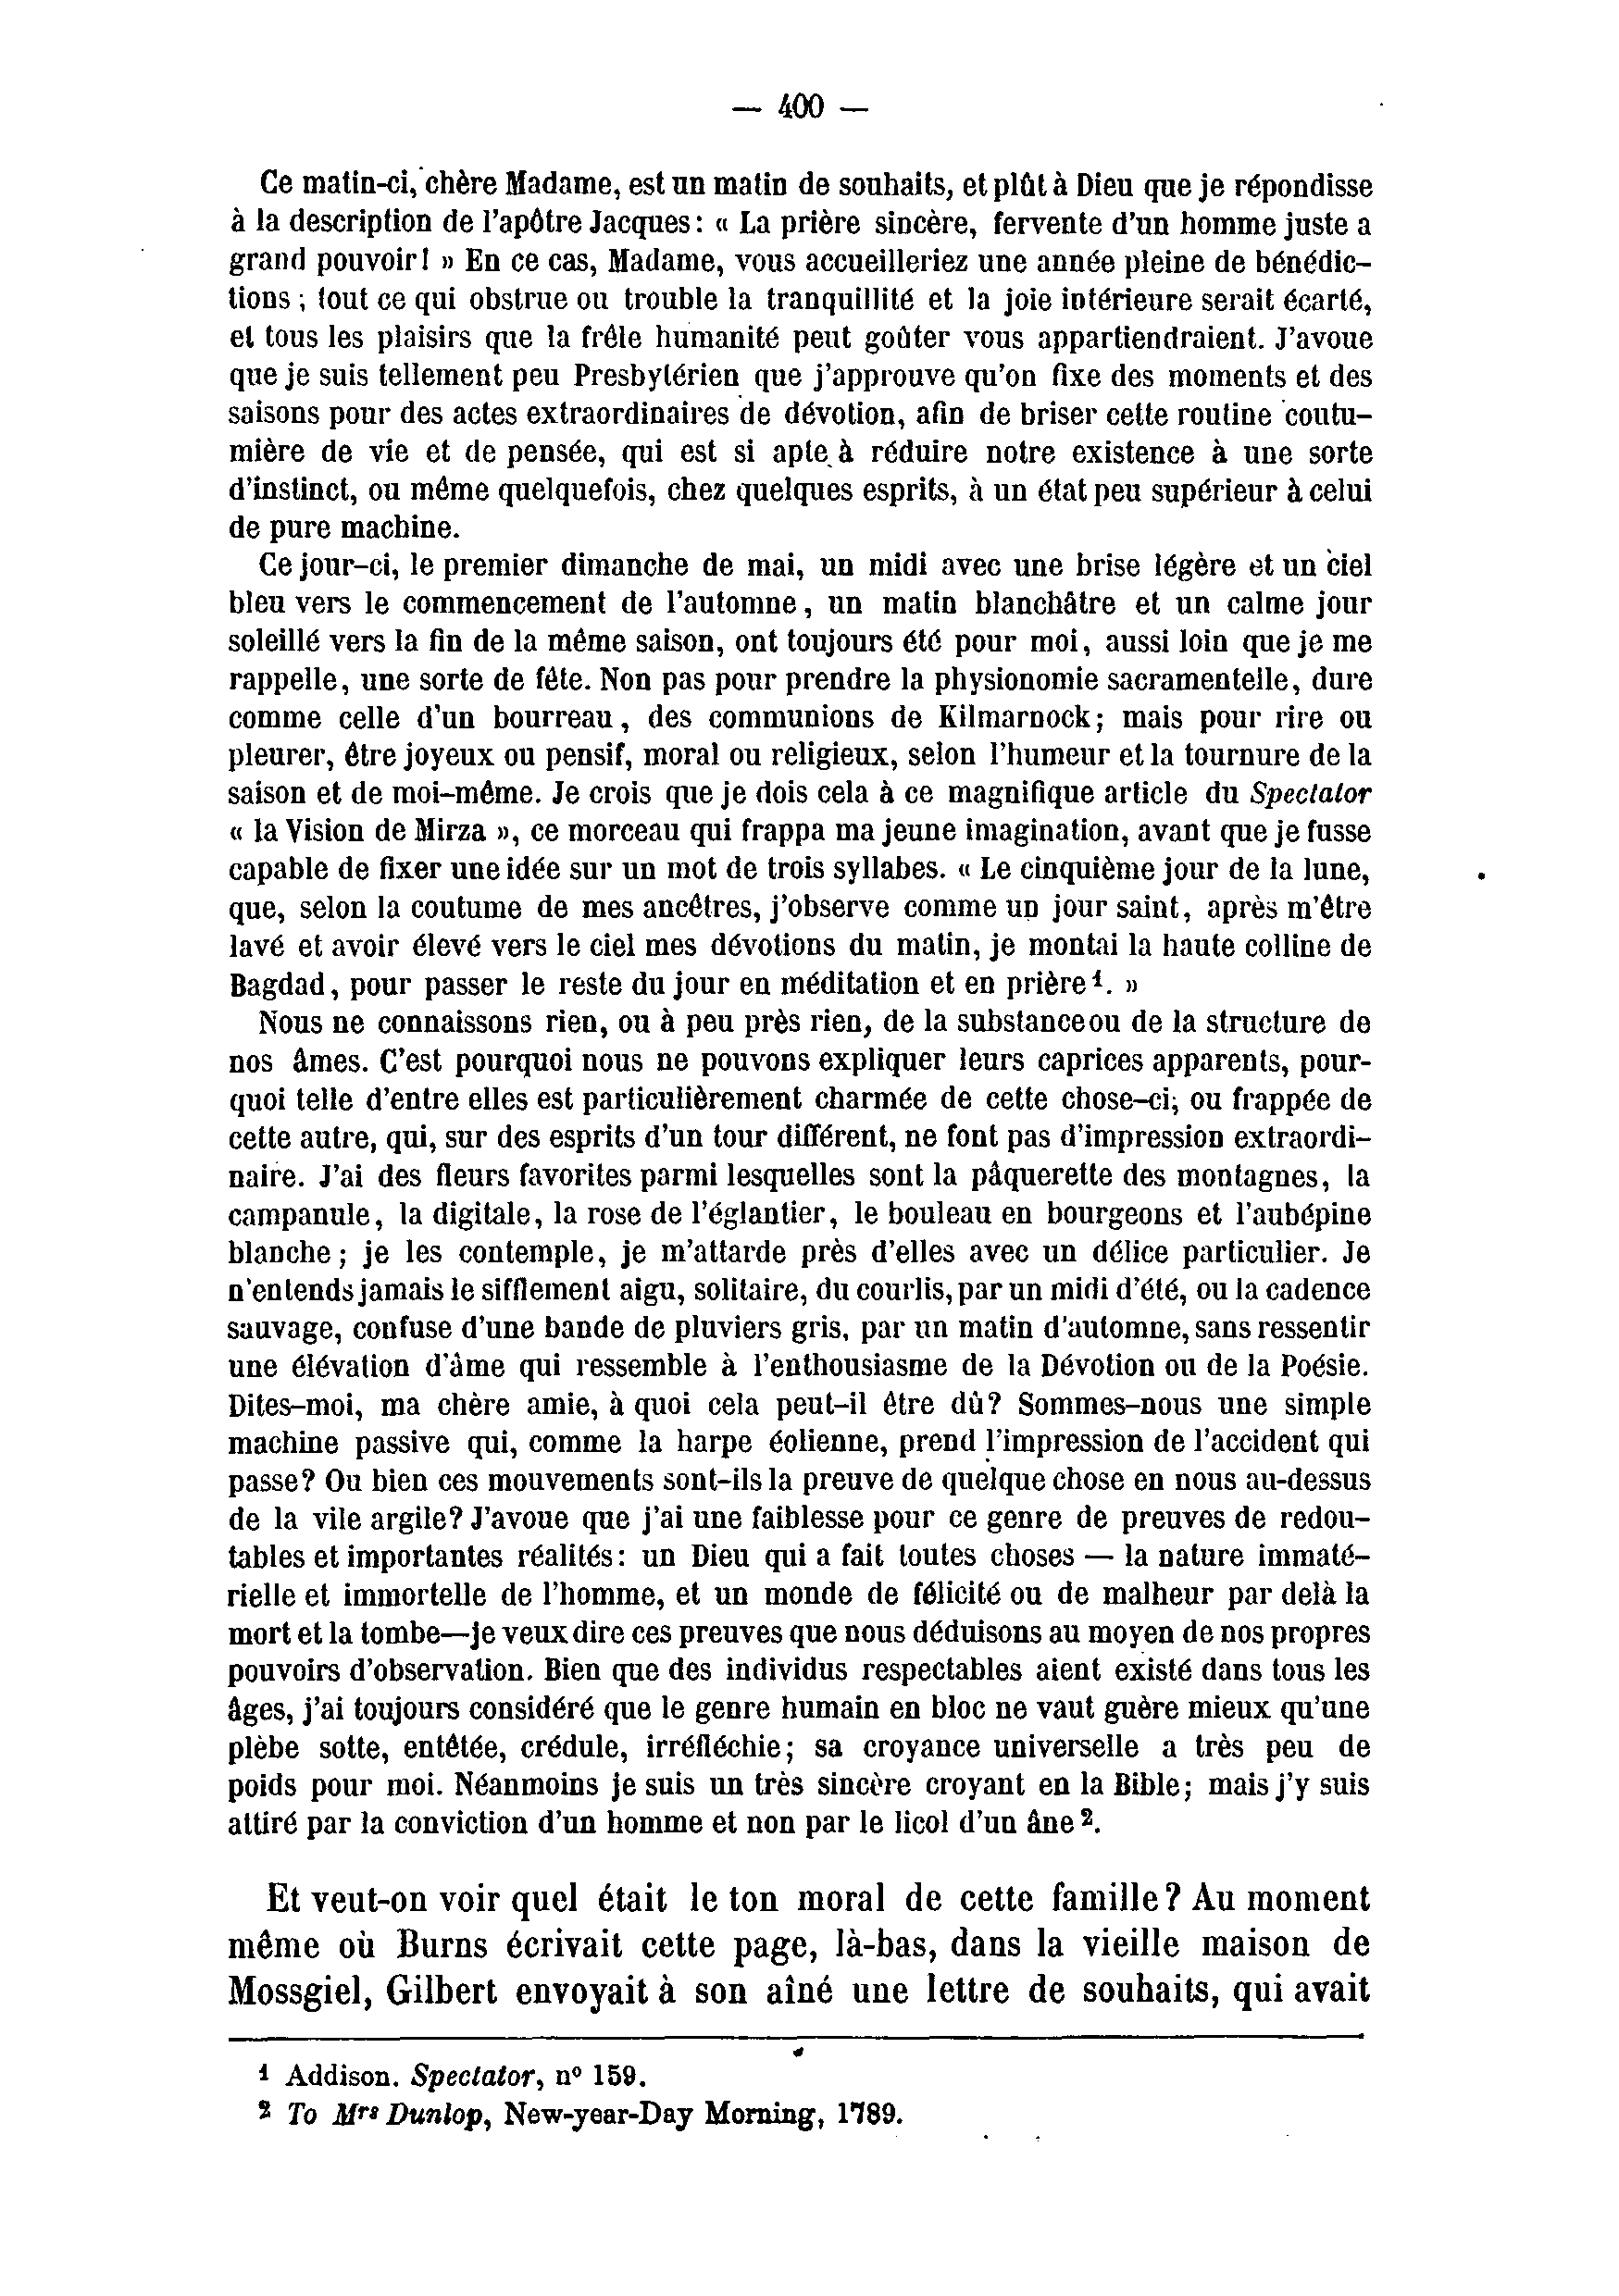 — 400 —
Ce matin-ci, chère Madame, est un matin de souhaits, et plût à Dieu que je répondisse
à la description de l'apôtre Jacques: « La prière sincère, fervente d'un homme juste a
grand pouvoir! » En ce cas, Madame, vous accueilleriez une année pleine de bénédic-
tions ; tout ce qui obstrue ou trouble la tranquillité et la joie intérieure serait écarté,
et tous les plaisirs que la frêle humanité peut goûter vous appartiendraient. J'avoue
que je suis tellement peu Presbytérien que j'approuve qu'on fixe des moments et des
saisons pour des actes extraordinaires de dévotion, afin de briser cette routine coutu-
mière de vie et de pensée, qui est si apte à réduire notre existence à une sorte
d'instinct, ou même quelquefois, chez quelques esprits, à un état peu supérieur à celui
de pure machine.
Ce jour-ci, le premier dimanche de mai, un midi avec une brise légère et un ciel
bleu vers le commencement de l'automne, un matin blanchâtre et un calme jour
soleillé vers la fin de la même saison, ont toujours été pour moi, aussi loin que je me
rappelle, une sorte de fête. Non pas pour prendre la physionomie sacramentelle, dure
comme celle d'un bourreau, des communions de Kilmarnock; mais pour rire ou
pleurer, être joyeux ou pensif, moral ou religieux, selon l'humeur et la tournure de la
saison et de moi-même. Je crois que je dois cela à ce magnifique article du Spectator
« la Vision de Mirza », ce morceau qui frappa ma jeune imagination, avant que je fusse
capable de fixer une idée sur un mot de trois syllabes. « Le cinquième jour de la lune,
que, selon la coutume de mes ancêtres, j'observe comme un jour saint, après m'être
lavé et avoir élevé vers le ciel mes dévotions du matin, je montai la haute colline de
Bagdad, pour passer le reste du jour en méditation et en prière ¹. »
Nous ne connaissons rien, ou à peu près rien, de la substance ou de la structure de
nos âmes. C'est pourquoi nous ne pouvons expliquer leurs caprices apparents, pour-
quoi telle d'entre elles est particulièrement charmée de cette chose-ci, ou frappée de
cette autre, qui, sur des esprits d'un tour différent, ne font pas d'impression extraordi-
naire. J'ai des fleurs favorites parmi lesquelles sont la pâquerette des montagnes, la
campanule, la digitale, la rose de l'églantier, le bouleau en bourgeons et l'aubépine
blanche; je les contemple, je m'attarde près d'elles avec un délice particulier. Je
n'entends jamais le sifflement aigu, solitaire, du courlis, par un midi d'été, ou la cadence
sauvage, confuse d'une bande de pluviers gris, par un matin d'automne, sans ressentir
une élévation d'âme qui ressemble à l'enthousiasme de la Dévotion ou de la Poésie.
Dites-moi, ma chère amie, à quoi cela peut-il être dû? Sommes-nous une simple
machine passive qui, comme la harpe éolienne, prend l'impression de l'accident qui
passe? Ou bien ces mouvements sont-ils la preuve de quelque chose en nous au-dessus
de la vile argile? J'avoue que j'ai une faiblesse pour ce genre de preuves de redou-
tables et importantes réalités: un Dieu qui a fait toutes choses — la nature immaté-
rielle et immortelle de l'homme, et un monde de félicité ou de malheur par delà la
mort et la tombe—je veux dire ces preuves que nous déduisons au moyen de nos propres
pouvoirs d'observation. Bien que des individus respectables aient existé dans tous les
âges, j'ai toujours considéré que le genre humain en bloc ne vaut guère mieux qu'une
plèbe sotte, entêtée, crédule, irréfléchie; sa croyance universelle a très peu de
poids pour moi. Néanmoins je suis un très sincère croyant en la Bible; mais j'y suis
attiré par la conviction d'un homme et non par le licol d'un âne ².
Et veut-on voir quel était le ton moral de cette famille? Au moment
même où Burns écrivait cette page, là-bas, dans la vieille maison de
Mossgiel, Gilbert envoyait à son aîné une lettre de souhaits, qui avait
¹ Addison. Spectator, nº 159.
² To Mrs Dunlop, New-year-Day Morning, 1789.